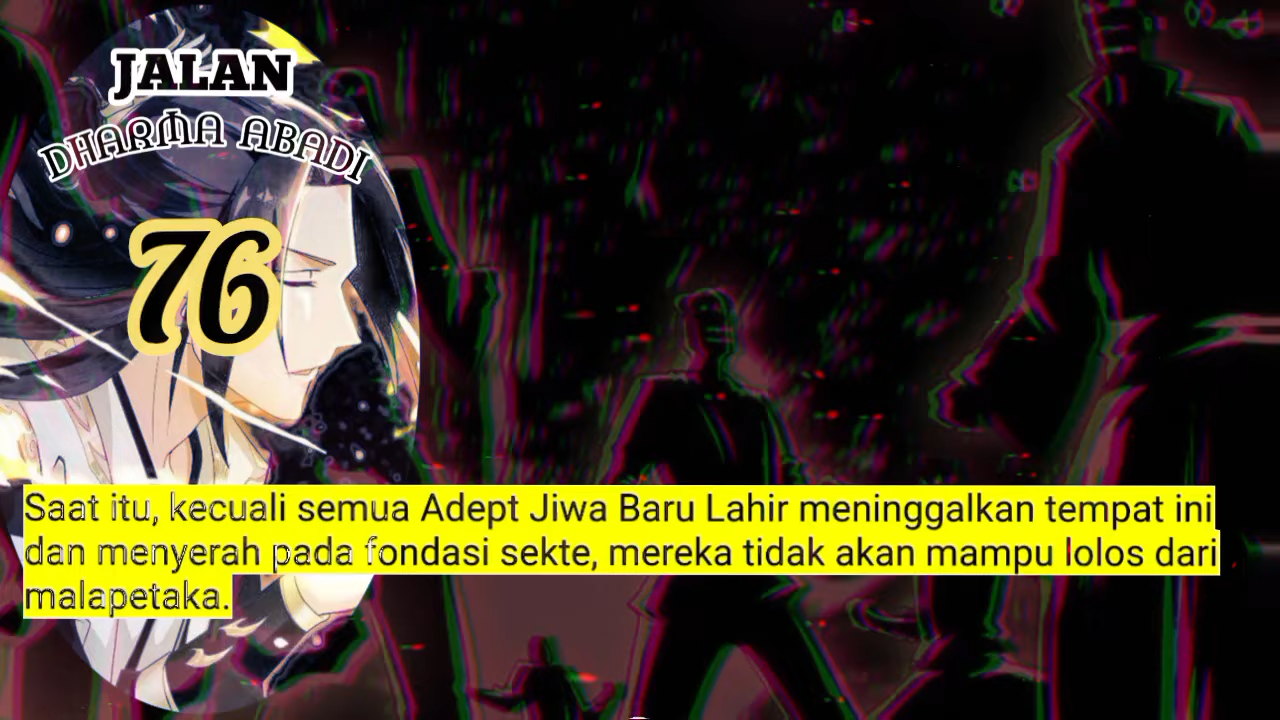 JALAN
DHARMA ABADI
76
Saat itu, kecuali semua Adept Jiwa Baru Lahir meninggalkan tempat ini
dan menyerah pada fondasi sekte, mereka tidak akan mampu lolos dari
malapetaka.